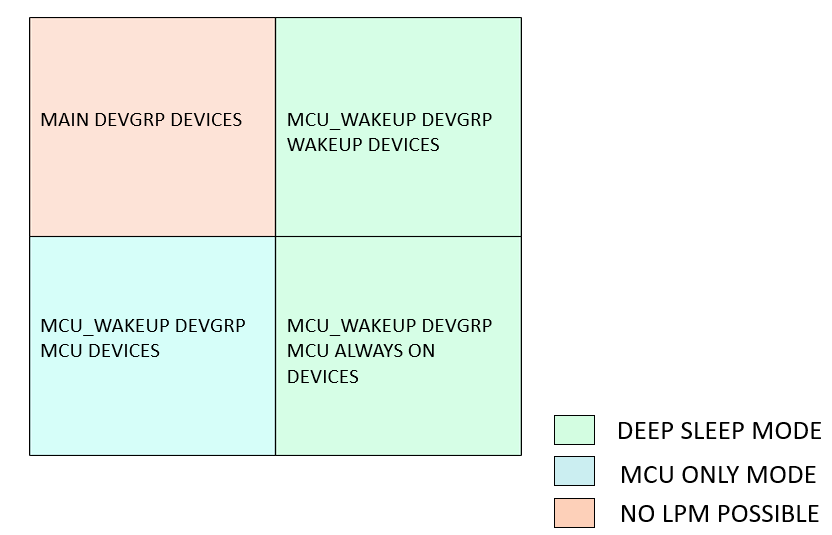 MAIN DEVGRP DEVICES
MCU_WAKEUP DEVGRP
WAKEUP DEVICES
MCU_WAKEUP DEVGRP
MCU DEVICES
MCU_WAKEUP DEVGRP
MCU ALWAYS ON
DEVICES
DEEP SLEEP MODE
MCU ONLY MODE
NO LPM POSSIBLE